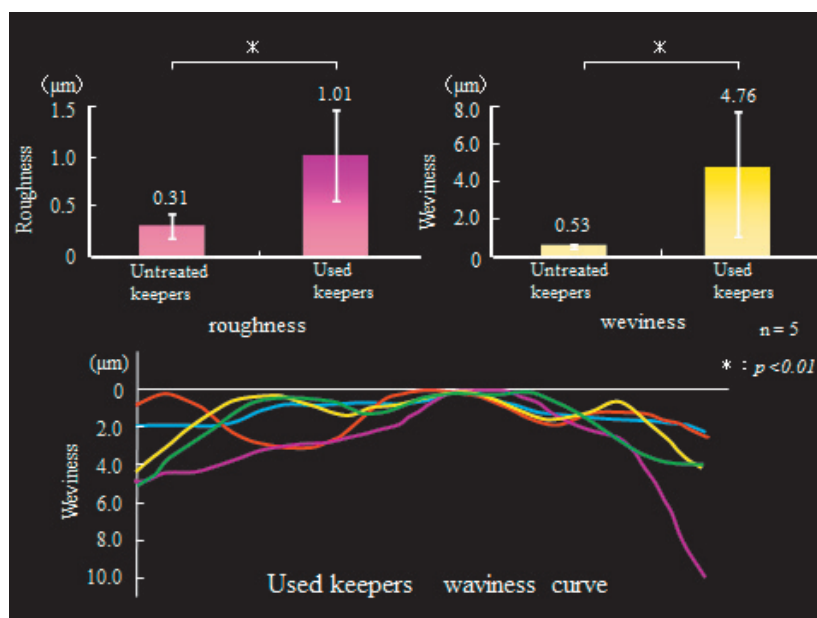 * *
(μm) (μm)
1.5 1.01 8.0 4.76
Roughness 1.0 Weviness 6.0
0.31 4.0
0.5 2.0 0.53
0 0
Untreated keepers Used keepers Untreated keepers Used keepers
roughness weviness n = 5
(μm) * : p<0.01
0
2.0
Weviness 4.0
6.0
8.0
10.0 Used keepers waviness curve